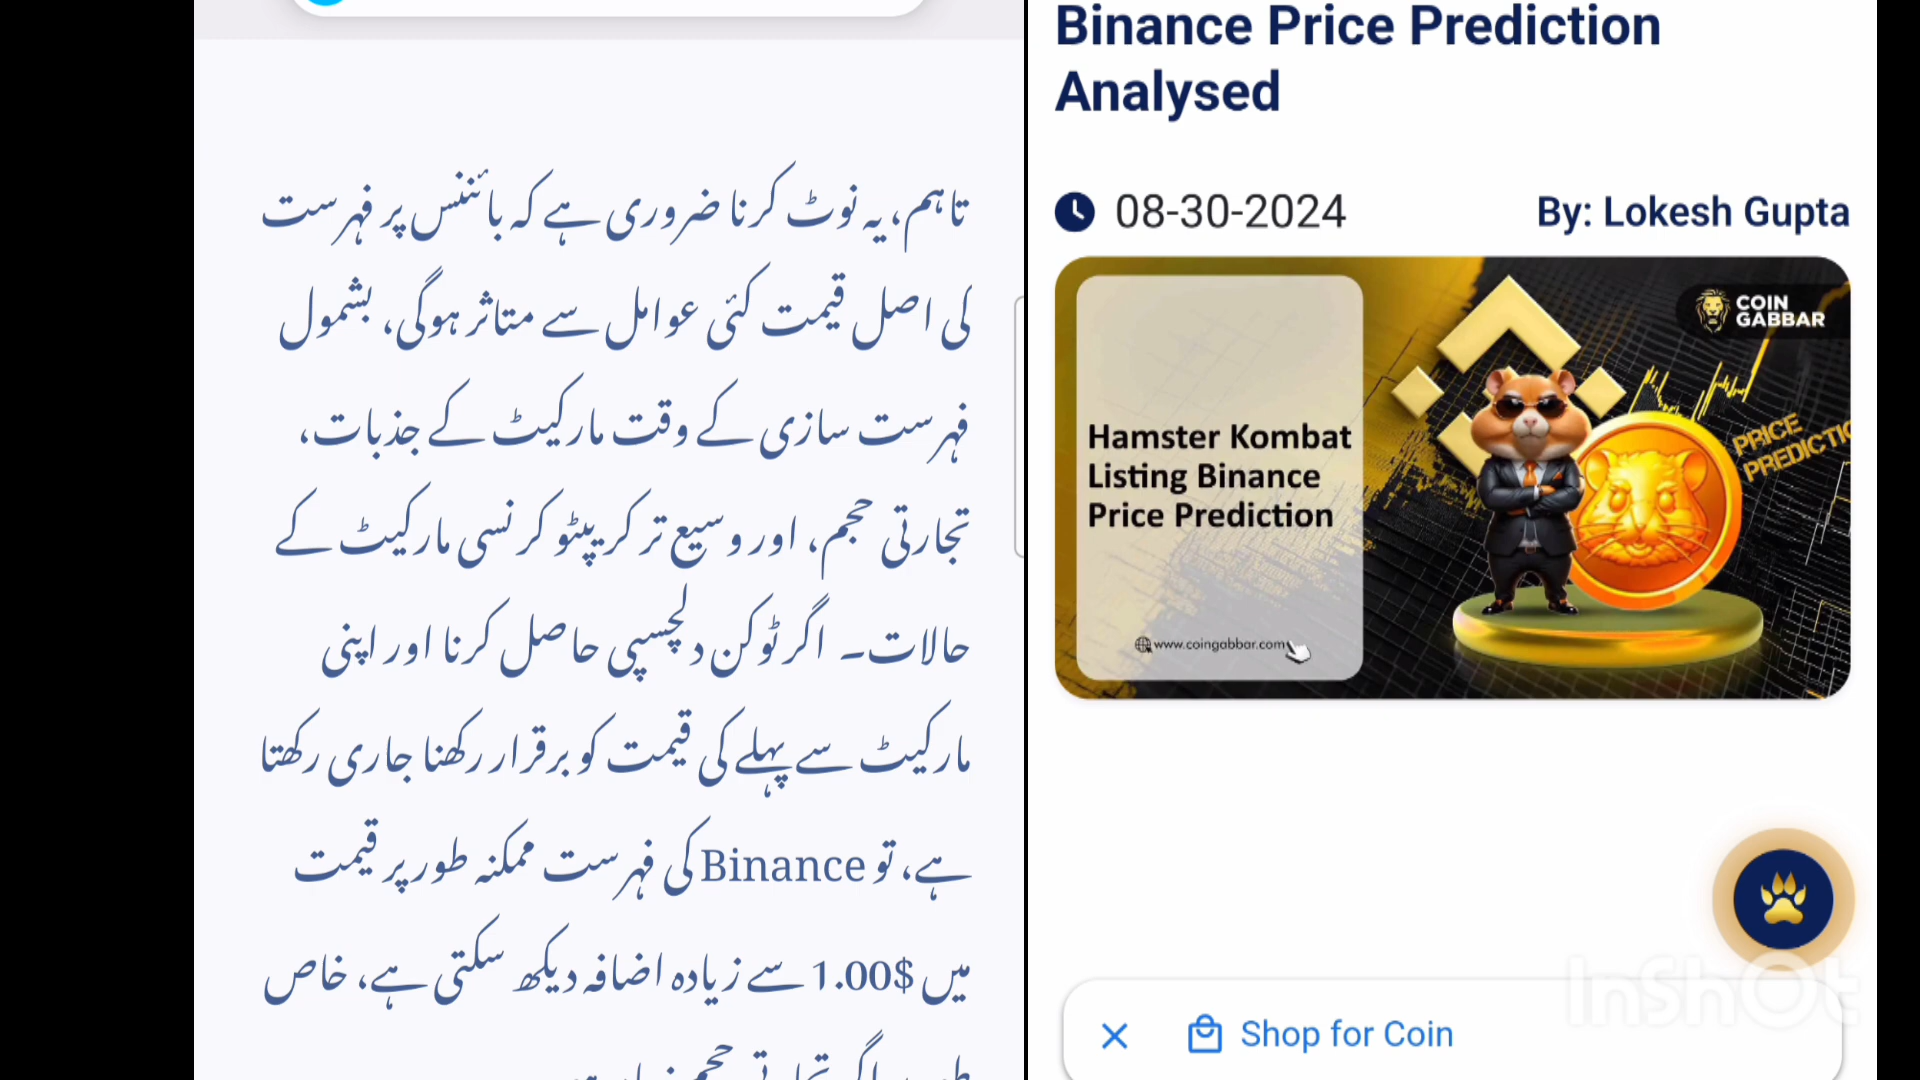 تاہم، یہ نوٹ کرنا ضروری ہے کہ بائننس پر فہرست
کی اصل قیمت کئی عوامل سے متاثر ہوگی، بشمول
فہرست سازی کے وقت مارکیٹ کے جذبات،
تجارتی حجم، اور وسیع تر کریپٹو کرنسی مارکیٹ کے
حالات۔ اگر ٹوکن دلچسپی حاصل کرنا اور اپنی
مارکیٹ سے پہلے کی قیمت کو برقرار رکھنا جاری رکھتا
ہے، تو Binance کی فہرست ممکنہ طور پر قیمت
میں $1.00 سے زیادہ اضافہ دیکھ سکتی ہے، خاص
Binance Price Prediction
Analysed
08-30-2024
By: Lokesh Gupta
COIN
GABBAR
Hamster Kombat
Listing Binance
Price Prediction
PRICE
www.coingabbar.com
Shop for Coin
InShOt